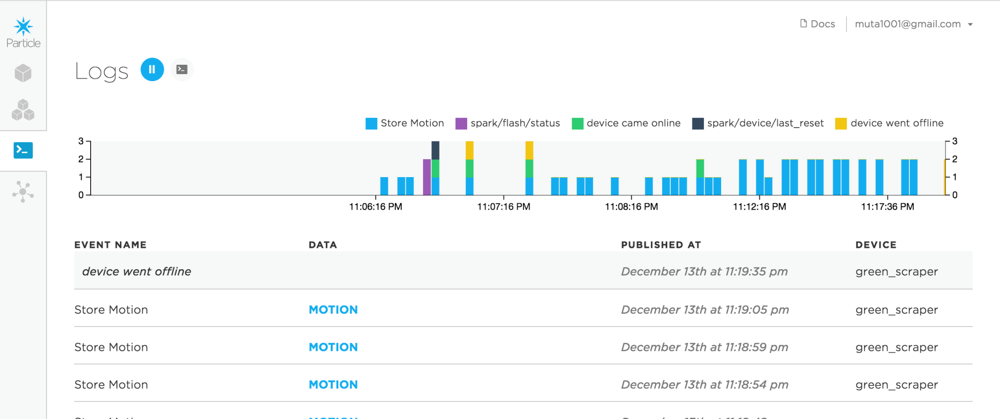 Particle
Docs
muta1001@gmail.com
Logs
Store Motion spark/flash/status device came online spark/device/last_reset device went offline
3 3
2 2
1 1
0 0
11:06:16 PM 11:07:16 PM 11:08:16 PM 11:12:16 PM 11:17:36 PM
EVENT NAME DATA PUBLISHED AT DEVICE
device went offline December 13th at 11:19:35 pm green_scraper
Store Motion MOTION December 13th at 11:19:05 pm green_scraper
Store Motion MOTION December 13th at 11:18:59 pm green_scraper
Store Motion MOTION December 13th at 11:18:54 pm green_scraper